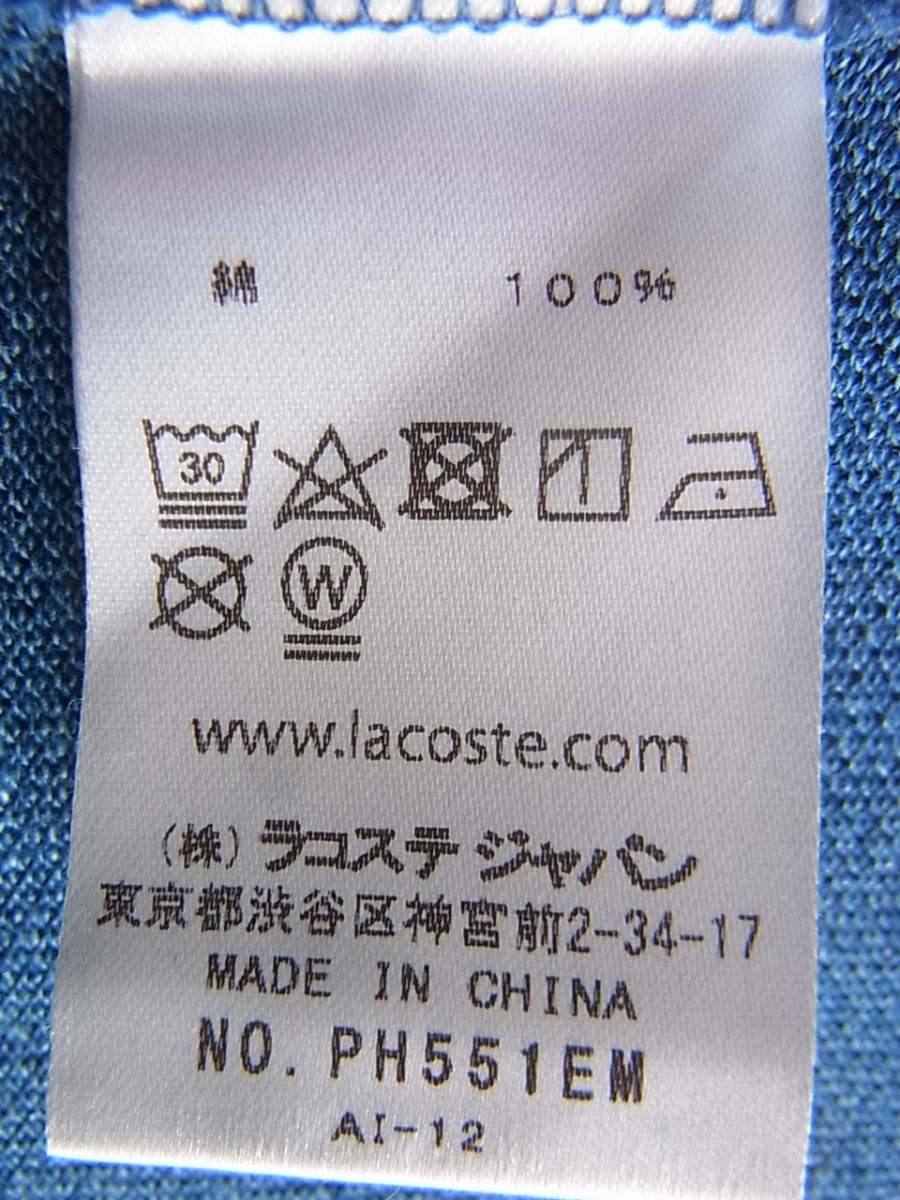 綿 100%
30
W
www.lacoste.com
(株)ラコステ ジャパン
東京都渋谷区神宮前2-34-17
MADE IN CHINA
NO. PH551EM
AI-12